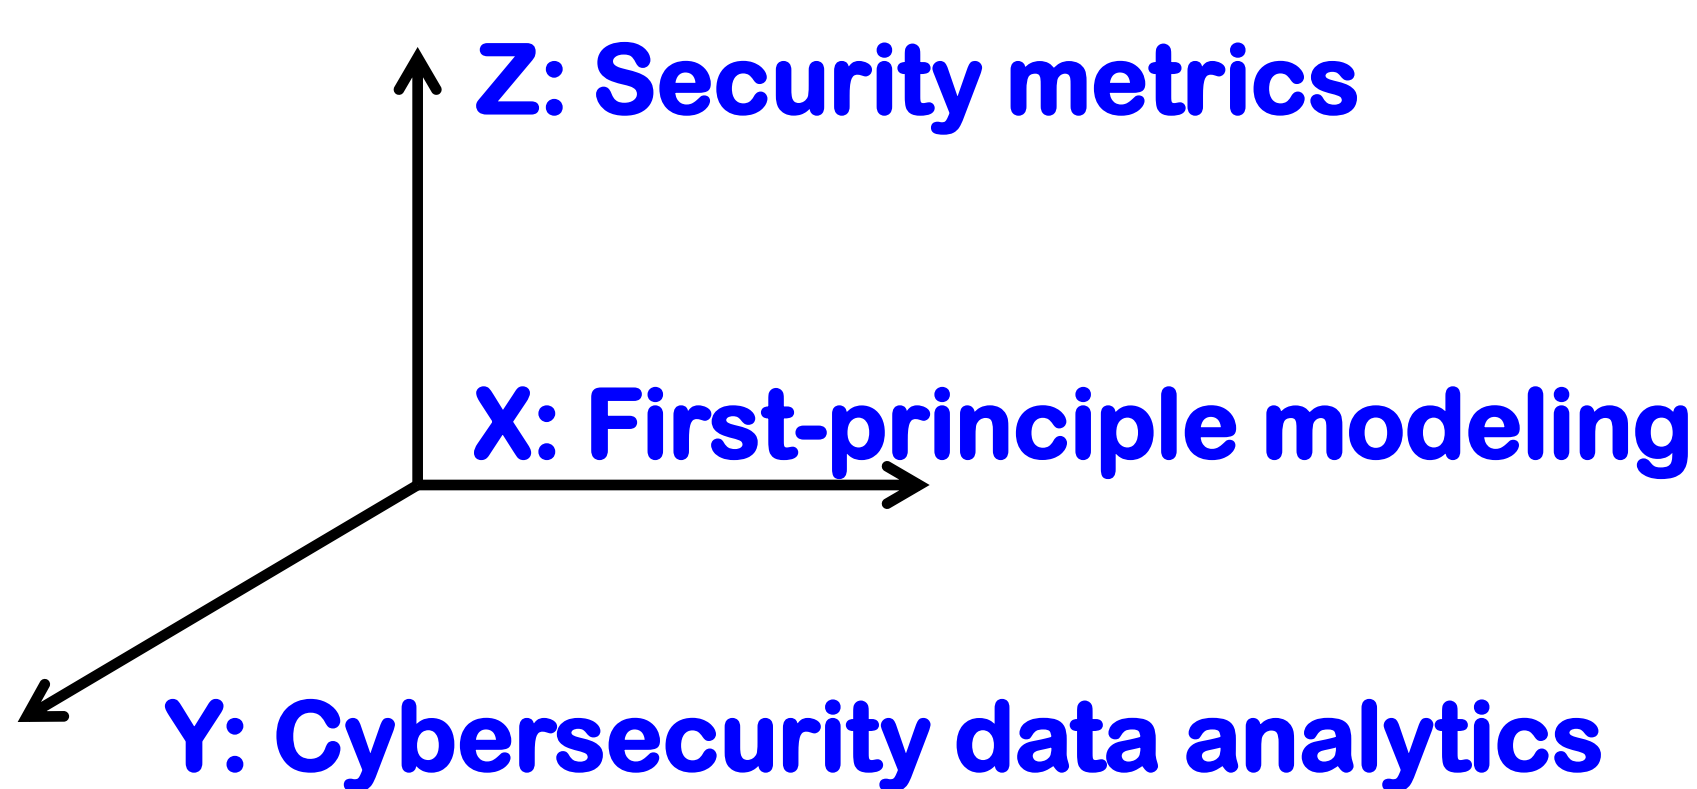 Z: Security metrics
X: First-principle modeling
Y: Cybersecurity data analytics